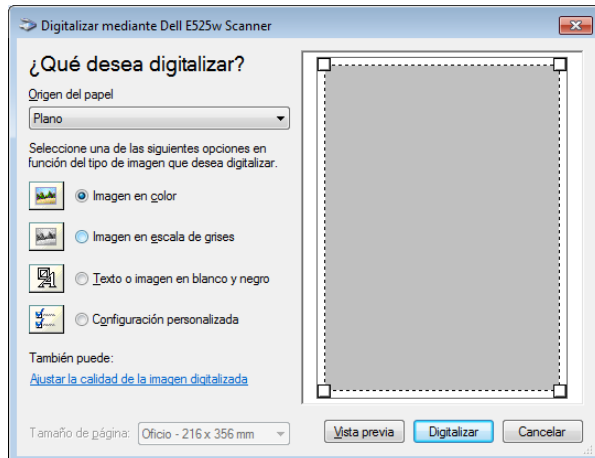 Digitalizar mediante Dell E525w Scanner
¿Qué desea digitalizar?
Origen del papel
Plano
Seleccione una de las siguientes opciones en
función del tipo de imagen que desea digitalizar.
Imagen en color
Imagen en escala de grises
Texto o imagen en blanco y negro
Configuración personalizada
También puede:
Ajustar la calidad de la imagen digitalizada
Tamaño de página: Oficio - 216 x 356 mm
Vista previa Digitalizar Cancelar